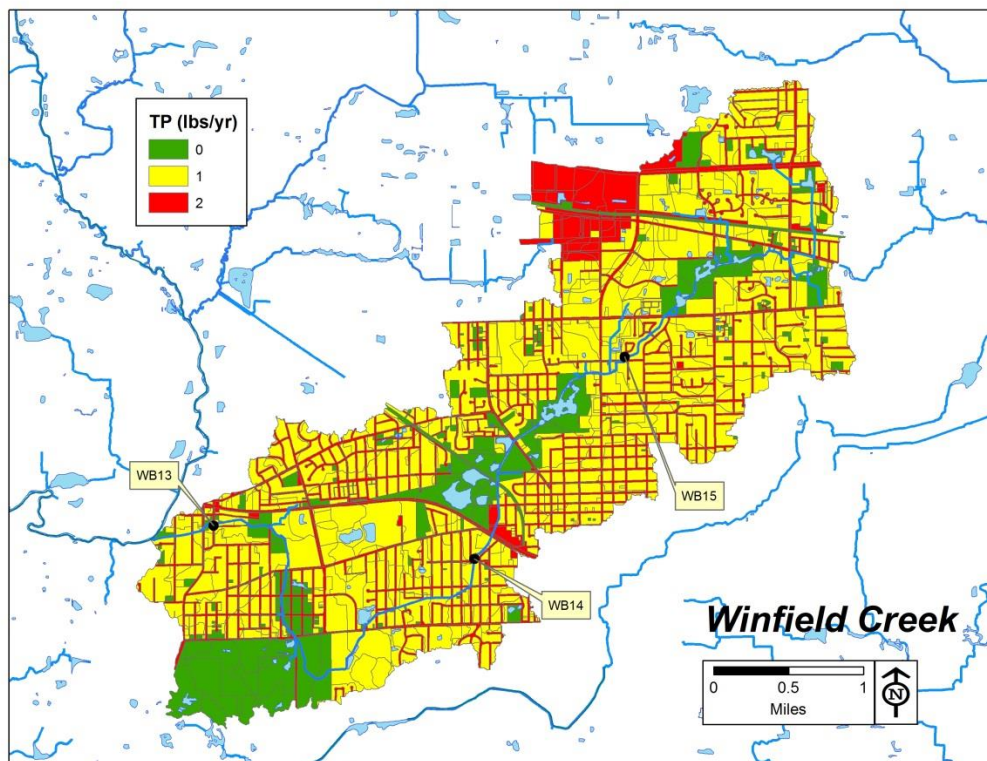 TP (lbs/yr)
0
1
2
WB13
WB15
WB14
Winfield Creek
0 0.5 1
Miles
N